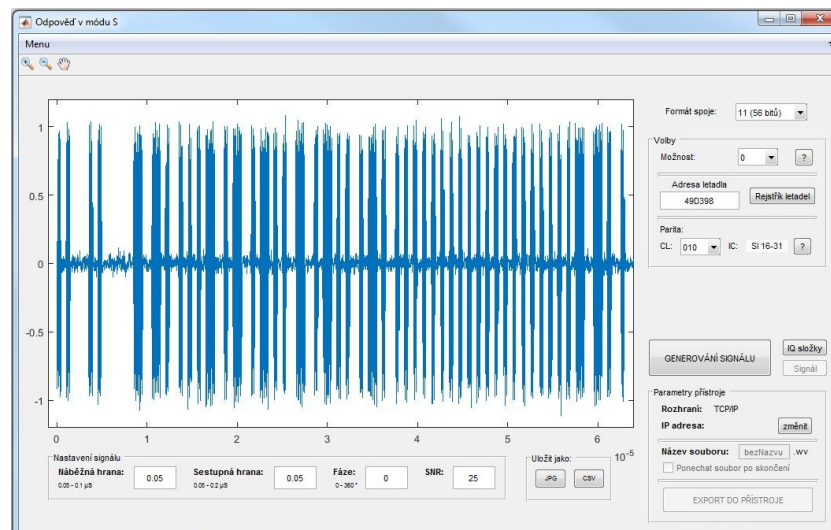 Odpověď v módu S
Menu
Formát spoje: 11 (56 bitů)
Volby
Možnost: 0 ?
Adresa letadla
49D398 Rejstřík letadel
Parita:
CL: 010 IC: SI 16-31 ?
1
0.5
0
-0.5
-1
0 1 2 3 4 5 6
10⁻⁵
GENEROVÁNÍ SIGNÁLU
IQ složky
Signál
Parametry přístroje
Rozhraní: TCP/IP
IP adresa: změnit
Název souboru: bezNazvu .wv
Ponechat soubor po skončení
EXPORT DO PŘÍSTROJE
Nastavení signálu
Náběžná hrana: 0.05 Sestupná hrana: 0.05 Fáze: 0 SNR: 25
0.05 - 0.1 µS 0.05 - 0.2 µS 0 - 360 °
Uložit jako:
JPG CSV